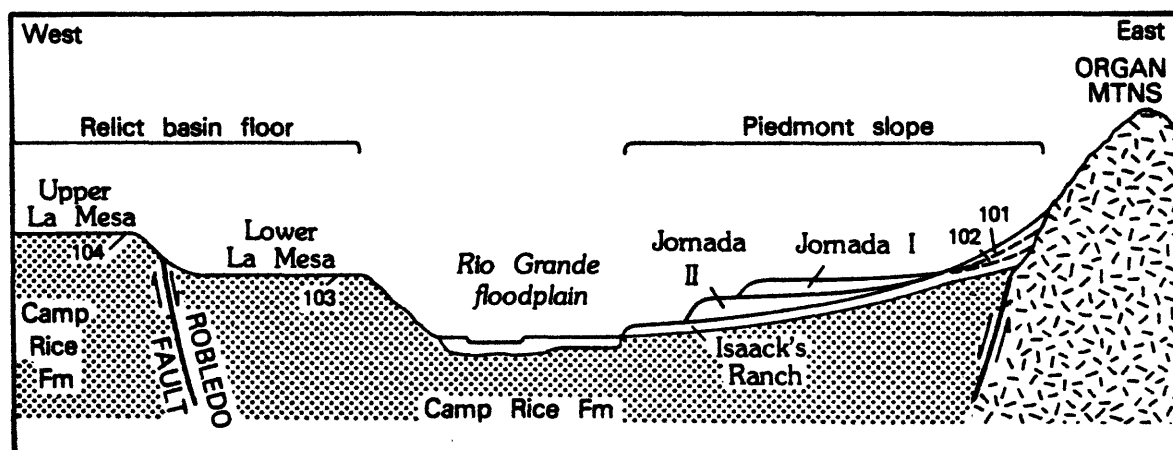 West
East
ORGAN
MTNS
Relict basin floor
Piedmont slope
Upper
La Mesa
104
Lower
La Mesa
103
Rio Grande
floodplain
Jornada
II
Jornada I
101
102
Isaack's
Ranch
Camp
Rice
Fm
ROBLEDO
FAULT
Camp Rice Fm